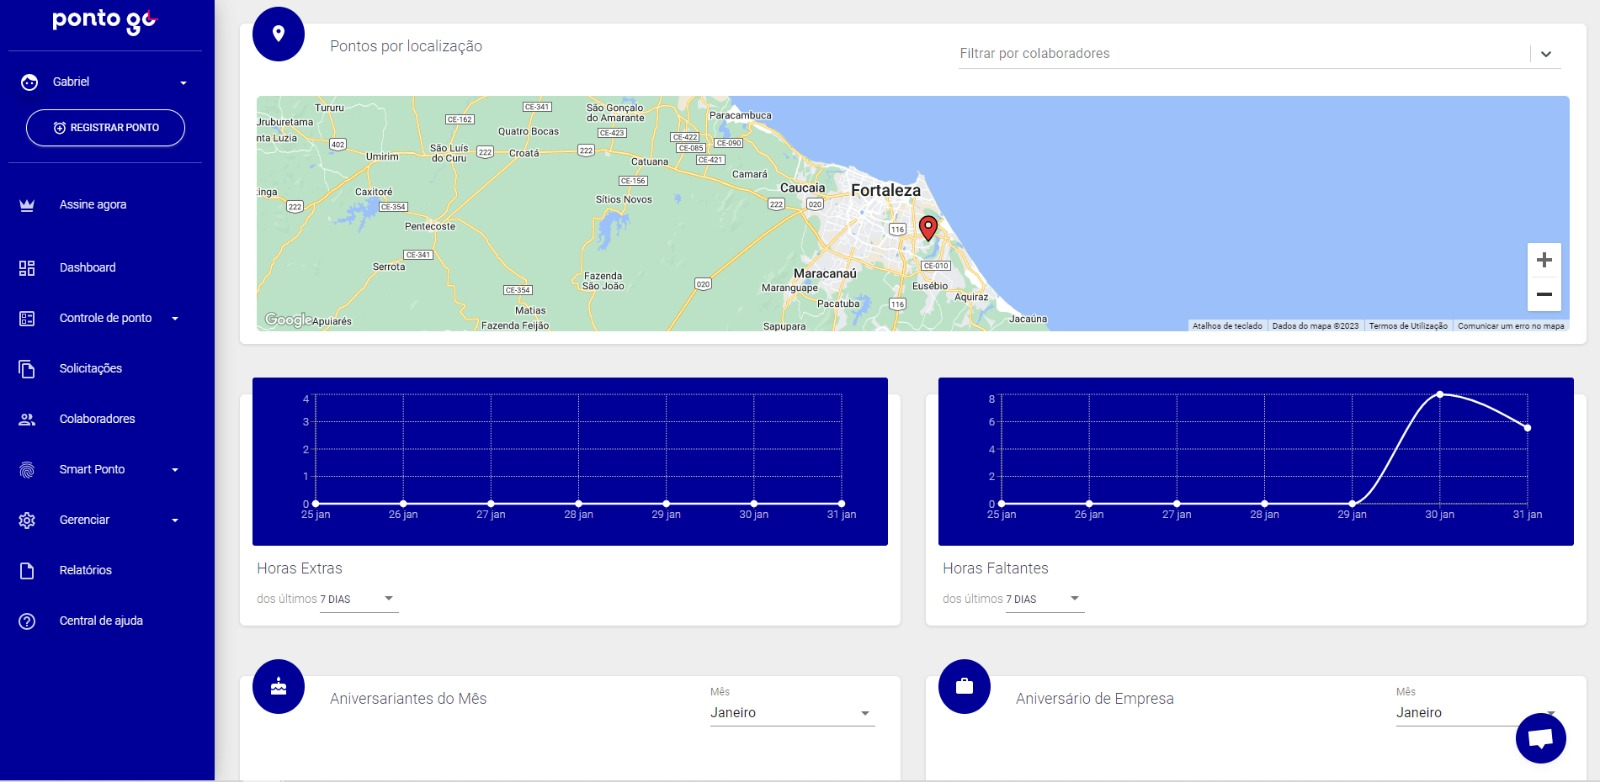 ponto go
Gabriel
REGISTRAR PONTO
Assine agora
Dashboard
Controle de ponto
Solicitações
Colaboradores
Smart Ponto
Gerenciar
Relatórios
Central de ajuda
Pontos por localização
Filtrar por colaboradores
Tururu
CE-341
São Gonçalo
do Amarante
Paracambuca
Uruburetama
CE-162
Quatro Bocas
CE-423
CE-422
CE-090
nta Luzia
402
São Luís
do Curu
222
Croatá
222
CE-085
CE-421
Umirim
Catuana
Camará
CE-156
Caucaia
Fortaleza
inga
Caxitoré
Sítios Novos
222
CE-354
222
020
Pentecoste
116
CE-341
Serrota
Fazenda
São João
Maracanaú
CE-010
CE-354
020
Maranguape
Eusébio
Aquiraz
Matias
Pacatuba
116
Google
Apuiarés
Fazenda Feijão
Sapupara
Jacaúna
Atalhos de teclado
Dados do mapa ©2023
Termos de Utilização
Comunicar um erro no mapa
4
3
2
1
0
25 jan
26 jan
27 jan
28 jan
29 jan
30 jan
31 jan
Horas Extras
dos últimos 7 DIAS
8
6
4
2
0
25 jan
26 jan
27 jan
28 jan
29 jan
30 jan
31 jan
Horas Faltantes
dos últimos 7 DIAS
Aniversariantes do Mês
Mês
Janeiro
Aniversário de Empresa
Mês
Janeiro